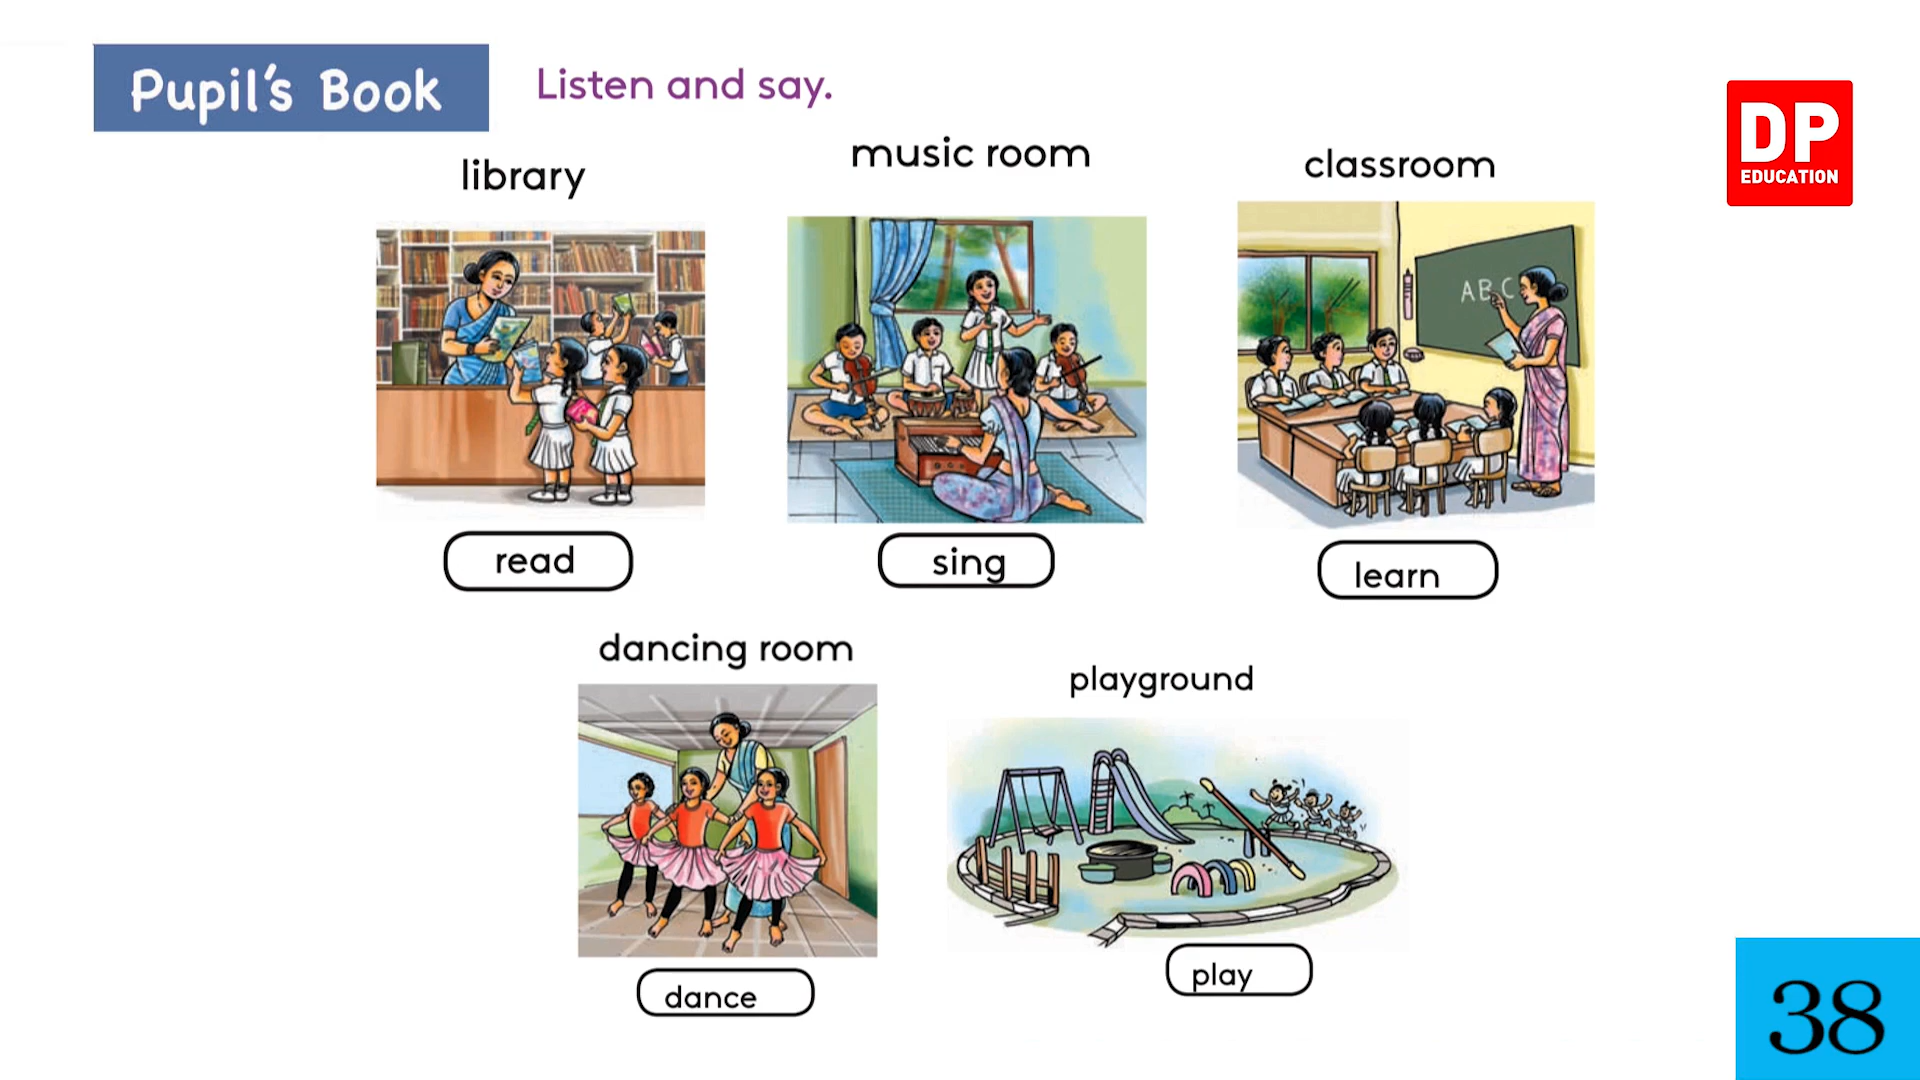 Pupil's Book
Listen and say.
DP
EDUCATION
library
music room
classroom
A B C
read
sing
learn
dancing room
playground
dance
play
38